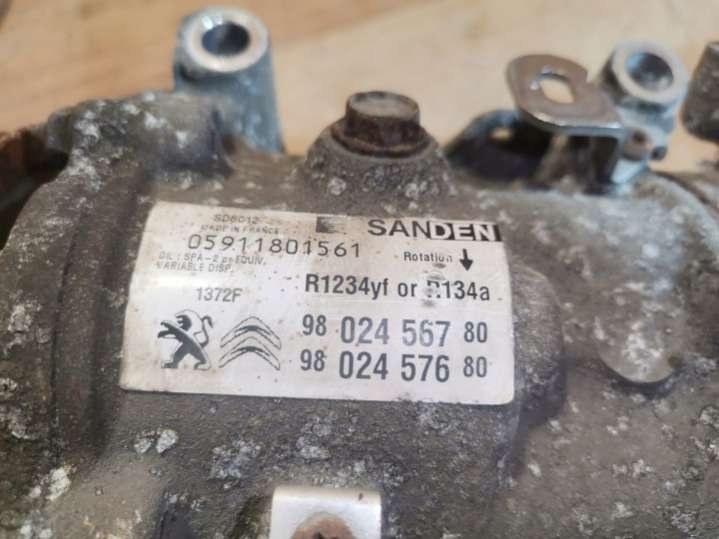 SD6C12
MADE IN FRANCE
SANDEN
05911801561
Rotation ↓
OIL: SPA-2 or EQUIV.
VARIABLE DISP.
R1234yf or R134a
1372F
98 024 567 80
98 024 576 80